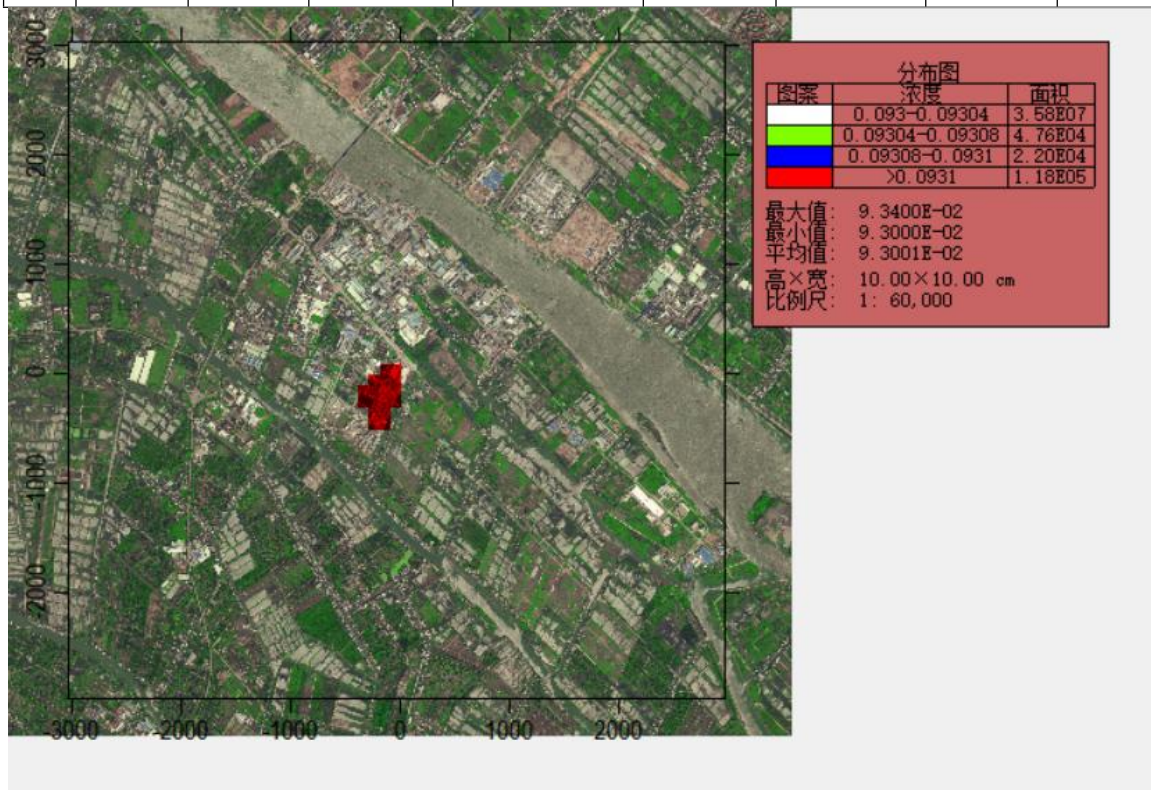 分布图
图案 浓度 面积
0.093-0.09304 3.58E07
0.09304-0.09308 4.76E04
0.09308-0.0931 2.20E04
>0.0931 1.18E05
最大值: 9.3400E-02
最小值: 9.3000E-02
平均值: 9.3001E-02
高×宽: 10.00×10.00 cm
比例尺: 1: 60,000
3000
2000
1000
0
-1000
-2000
-3000 -2000 -1000 0 1000 2000